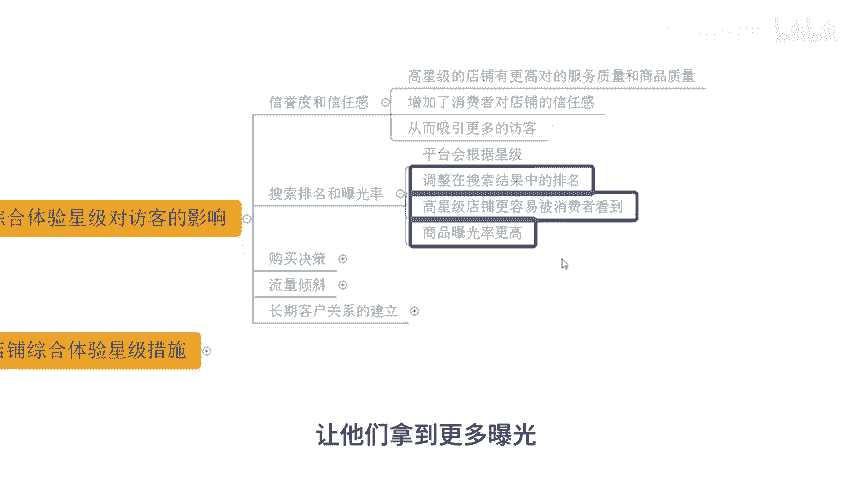 高星级的店铺有更高对的服务质量和商品质量
信誉度和信任感
增加了消费者对店铺的信任感
从而吸引更多的访客
平台会根据星级
调整在搜索结果中的排名
搜索排名和曝光率
高星级店铺更容易被消费者看到
综合体验星级对访客的影响
商品曝光率更高
购买决策
流量倾斜
长期客户关系的建立
店铺综合体验星级措施
让他们拿到更多曝光